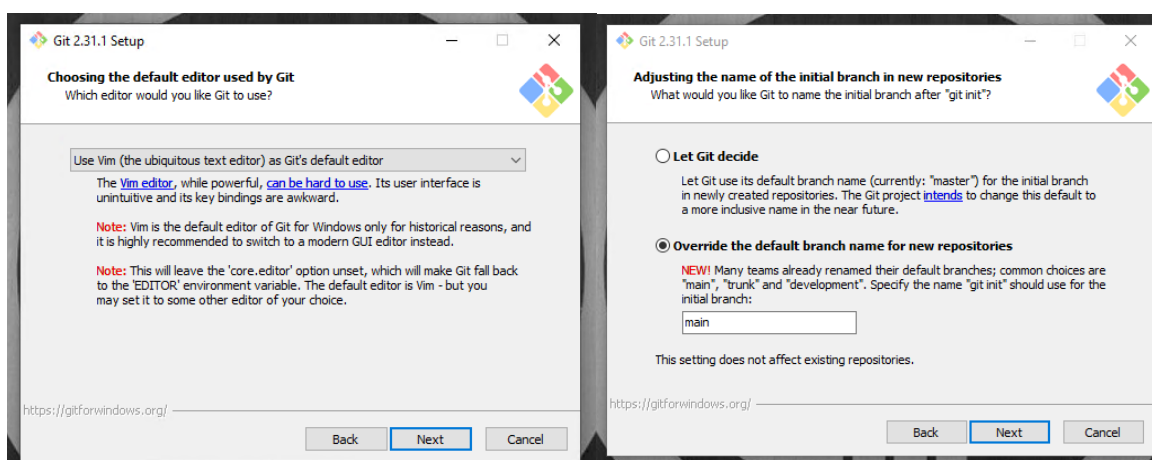 Git 2.31.1 Setup
Choosing the default editor used by Git
Which editor would you like Git to use?
Use Vim (the ubiquitous text editor) as Git's default editor
The Vim editor, while powerful, can be hard to use. Its user interface is
unintuitive and its key bindings are awkward.
Note: Vim is the default editor of Git for Windows only for historical reasons, and
it is highly recommended to switch to a modern GUI editor instead.
Note: This will leave the 'core.editor' option unset, which will make Git fall back
to the 'EDITOR' environment variable. The default editor is Vim - but you
may set it to some other editor of your choice.
https://gitforwindows.org/
Back
Next
Cancel
Git 2.31.1 Setup
Adjusting the name of the initial branch in new repositories
What would you like Git to name the initial branch after "git init"?
Let Git decide
Let Git use its default branch name (currently: "master") for the initial branch
in newly created repositories. The Git project intends to change this default to
a more inclusive name in the near future.
Override the default branch name for new repositories
NEW! Many teams already renamed their default branches; common choices are
"main", "trunk" and "development". Specify the name "git init" should use for the
initial branch:
main
This setting does not affect existing repositories.
https://gitforwindows.org/
Back
Next
Cancel